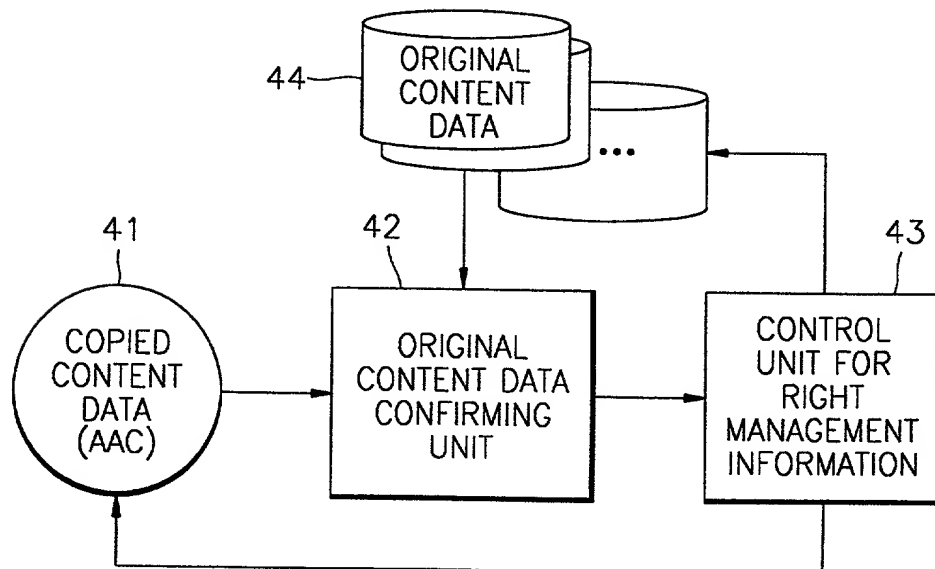 44
ORIGINAL
CONTENT
DATA
...
41
COPIED
CONTENT
DATA
(AAC)
42
ORIGINAL
CONTENT DATA
CONFIRMING
UNIT
43
CONTROL
UNIT FOR
RIGHT
MANAGEMENT
INFORMATION